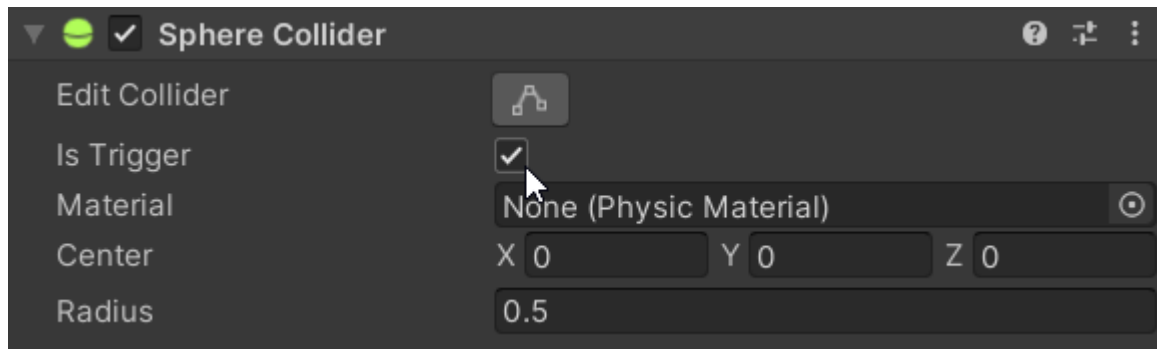 Sphere Collider
Edit Collider
Is Trigger
Material None (Physic Material)
Center X 0 Y 0 Z 0
Radius 0.5